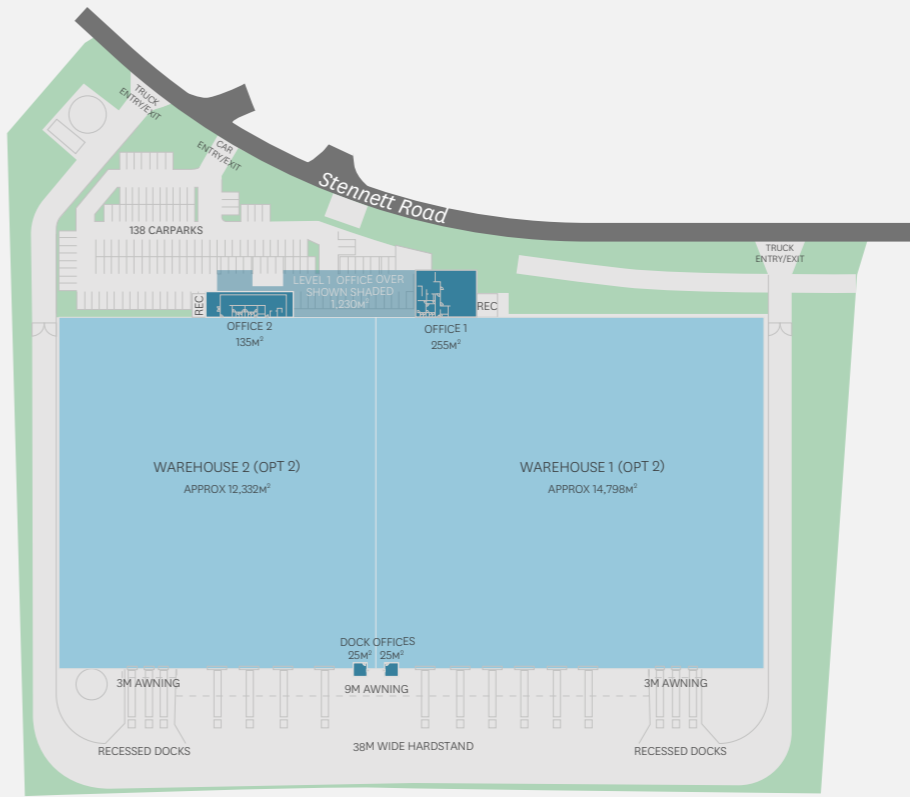 TRUCK
ENTRY/EXIT
CAR
ENTRY/EXIT
Stennett Road
138 CARPARKS
TRUCK
ENTRY/EXIT
LEVEL 1 OFFICE OVER
SHOWN SHADED
1,230M²
REC
REC
OFFICE 2
135M²
OFFICE 1
255M²
WAREHOUSE 2 (OPT 2)
APPROX 12,332M²
WAREHOUSE 1 (OPT 2)
APPROX 14,798M²
DOCK OFFICES
25M² 25M²
3M AWNING
9M AWNING
3M AWNING
RECESSED DOCKS
38M WIDE HARDSTAND
RECESSED DOCKS